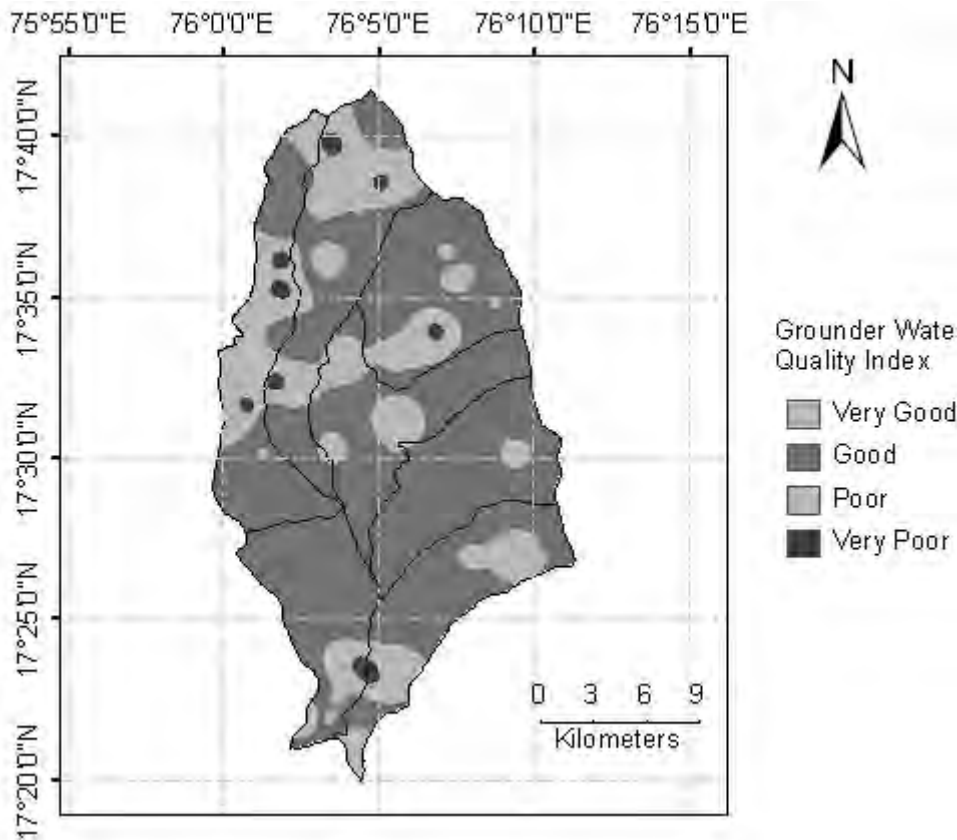 75°55'0"E 76°0'0"E 76°5'0"E 76°10'0"E 76°15'0"E
N
17°40'0"N
17°35'0"N
17°30'0"N
17°25'0"N
17°20'0"N
Grounder Water
Quality Index
Very Good
Good
Poor
Very Poor
0 3 6 9
Kilometers